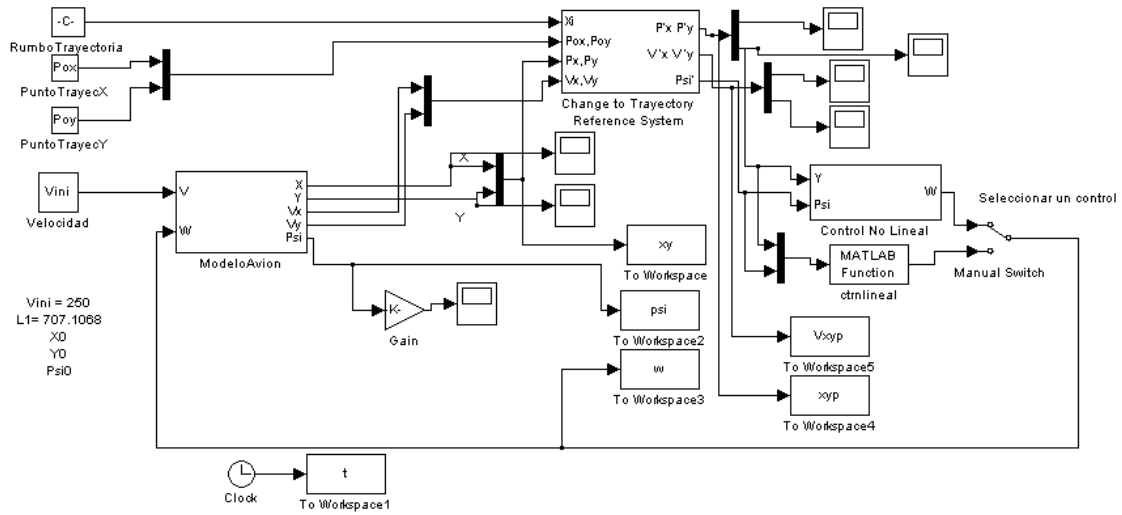 -C-
RumboTrayectoria
Pox
PuntoTrayecX
Poy
PuntoTrayecY
Xi
Pox,Poy
Px,Py
Vx,Vy
P'x P'y
V'x V'y
Psi'
Change to Trayectory
Reference System
Vini
Velocidad
V
W
X
Y
Vx
Vy
Psi
ModeloAvion
X
Y
xy
To Workspace
K-
Gain
psi
To Workspace2
w
To Workspace3
Y
Psi
W
Control No Lineal
MATLAB
Function
ctrnlineal
Seleccionar un control
Manual Switch
Vxyp
To Workspace5
xyp
To Workspace4
Vini = 250
L1= 707.1068
X0
Y0
Psi0
Clock
t
To Workspace1